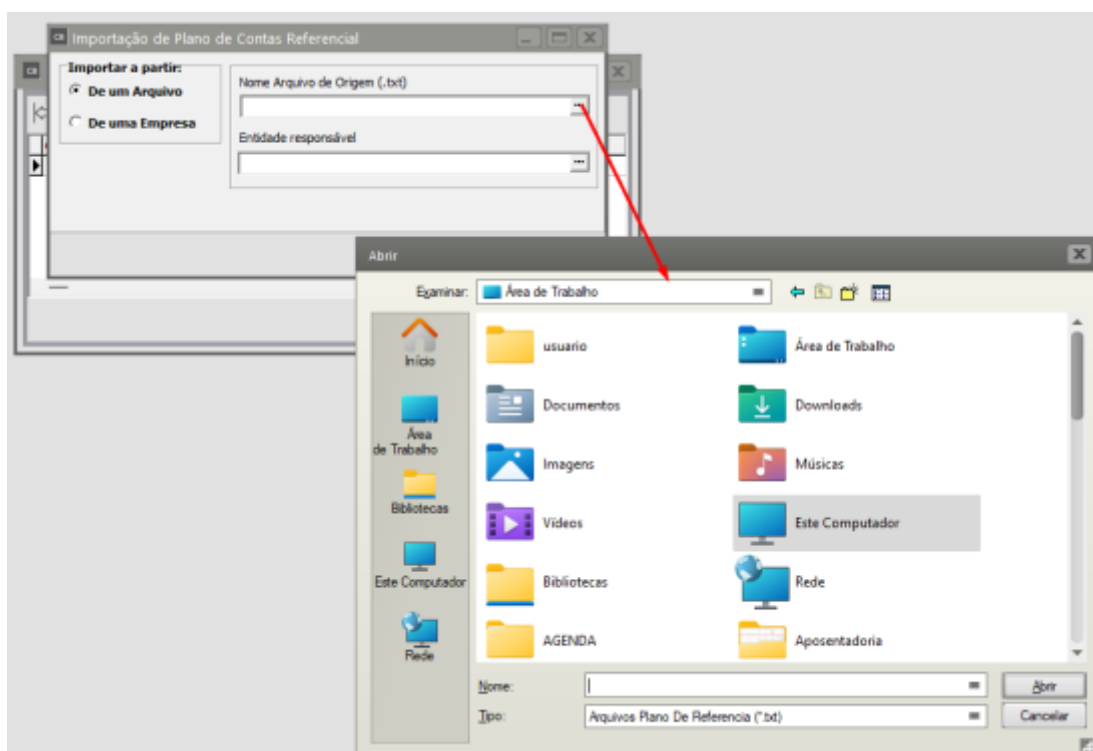 Importação de Plano de Contas Referencial
Importar a partir:
De um Arquivo
De uma Empresa
Nome Arquivo de Origem (.txt)
...
Entidade responsável
...
Abrir
Examinar:
Área de Trabalho
Início
Área
de Trabalho
Bibliotecas
Este Computador
Rede
usuario
Área de Trabalho
Documentos
Downloads
Imagens
Músicas
Vídeos
Este Computador
Bibliotecas
Rede
AGENDA
Aposentadoria
Nome:
Abrir
Tipo:
Arquivos Plano De Referencia (*.txt)
Cancelar